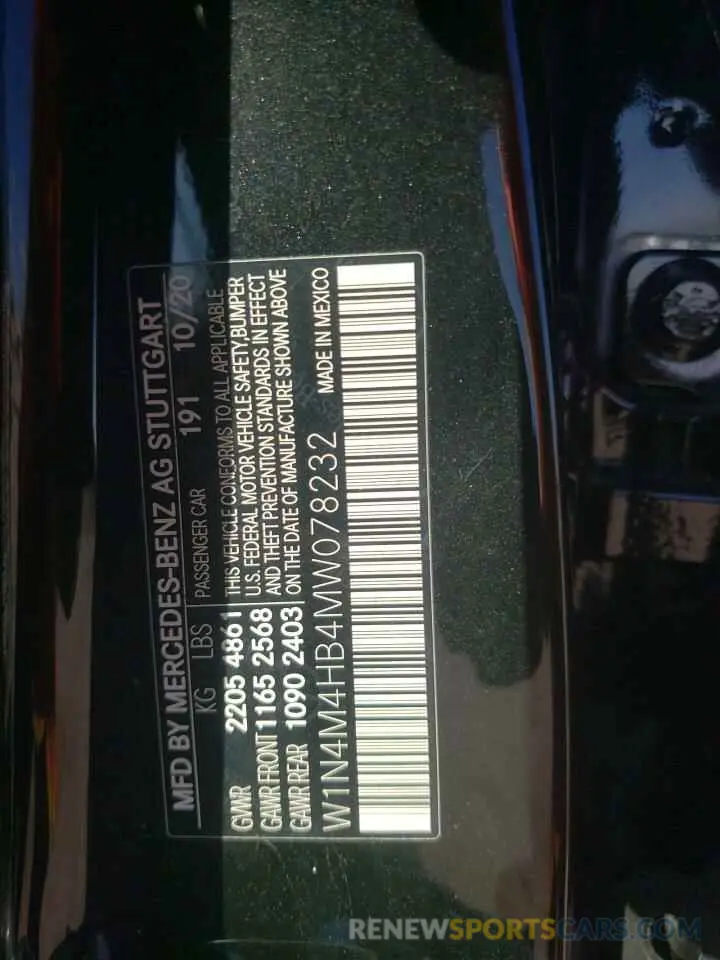 MFD BY MERCEDES-BENZ AG STUTTGART
KG LBS PASSENGER CAR 191 10/20
GVWR 2205 4861 THIS VEHICLE CONFORMS TO ALL APPLICABLE
U.S. FEDERAL MOTOR VEHICLE SAFETY,BUMPER
GAWR FRONT 1165 2568 AND THEFT PREVENTION STANDARDS IN EFFECT
GAWR REAR 1090 2403 ON THE DATE OF MANUFACTURE SHOWN ABOVE
W1N4M4HB4MW078232 MADE IN MEXICO
RENEWSPORTSCARS.COM